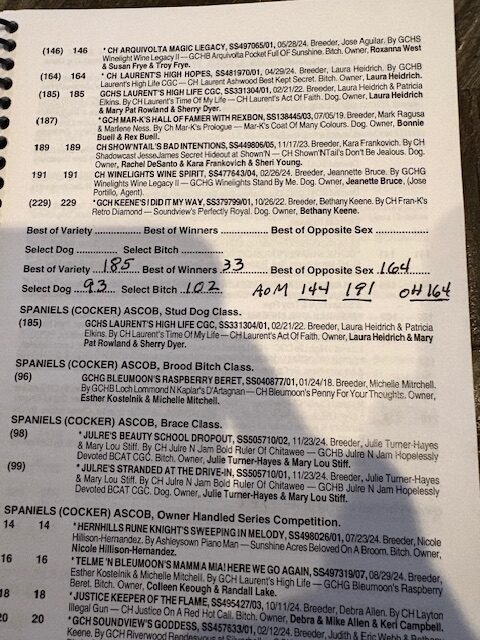 (146) 146 * CH ARQUIVOLTA MAGIC LEGACY, SS497065/01, 05/28/24. Breeder, Jose Aguilar. By GCHS
Winelight Wine Legacy II — GCHB Arquivolta Pocket Full OF Sunshine. Bitch. Owner, Roxanna West
& Susan Frye & Troy Frye.
(164) 164 * CH LAURENT'S HIGH HOPES, SS481970/01, 04/29/24. Breeder, Laura Heidrich. By GCHB
Laurent's High Life CGC — CH Laurent Ashwood Best Kept Secret. Bitch. Owner, Laura Heidrich.
(185) 185 GCHS LAURENT'S HIGH LIFE CGC, SS331304/01, 02/21/22. Breeder, Laura Heidrich & Patricia
Elkins. By CH Laurent's Time of My Life — CH Laurent's Act of Faith. Dog. Owner, Laura Heidrich
& Mary Pat Rowland & Sherry Dyer.
(187) * GCH MAR-K'S HALL OF FAMER WITH REXBON, SS138445/03, 07/05/19. Breeder, Mark Ragusa
& Marlene Ness. By Ch Mar-K's Prologue — Mar-K's Coat Of Many Colours. Dog. Owner, Bonnie
Buell & Rex Buell.
189 189 CH SHOW'NTAIL'S BAD INTENTIONS, SS449806/05, 11/17/23. Breeder, Kara Frankovich. By CH
Shadowcast JesseJames Secret Hideout at Shown'N — CH Shown'NTail's Don't Be Jealous. Dog.
Owner, Rachel DeSanto & Kara Frankovich & Sheri Young.
191 191 CH WINELIGHTS WINE SPIRIT, SS477643/04, 02/26/24. Breeder, Jeannette Bruce. By GCHG
Winelights Wine Legacy II — GCHG Winelights Stand By Me. Dog. Owner, Jeanette Bruce, (Jose
Portillo, Agent).
(229) 229 * GCH KEENE'S I DID IT MY WAY, SS379799/01, 10/26/22. Breeder, Bethany Keene. By CH Fran-K's
Retro Diamond — Soundview's Perfectly Royal. Dog. Owner, Bethany Keene.
Best of Variety .............. Best of Winners .............. Best of Opposite Sex ..............
Select Dog .............. Select Bitch ..............
Best of Variety ....185.... Best of Winners ..33.... Best of Opposite Sex .164....
Select Dog ....93.... Select Bitch ...102.... AOM 144 191 OH 164
SPANIELS (COCKER) ASCOB, Stud Dog Class.
(185) GCHS LAURENT'S HIGH LIFE CGC, SS331304/01, 02/21/22. Breeder, Laura Heidrich & Patricia
Elkins. By CH Laurent's Time Of My Life — CH Laurent's Act Of Faith. Dog. Owner, Laura Heidrich & Mary
Pat Rowland & Sherry Dyer.
SPANIELS (COCKER) ASCOB, Brood Bitch Class.
(96) GCHG BLEUMOON'S RASPBERRY BERET, SS040877/01, 01/24/18. Breeder, Michelle Mitrchell.
By GCHB Loch Lommond N Kaplar's D'Artagnan — CH Bleumoon's Penny For Your Thoughts. Owner,
Esther Kostelnik & Michelle Mitchell.
SPANIELS (COCKER) ASCOB, Brace Class.
(98) * JULRE'S BEAUTY SCHOOL DROPOUT, SS505710/02, 11/23/24. Breeder, Julie Turner-Hayes
& Mary Lou Stiff. By CH Julre N Jam Bold Ruler Of Chitawee — GCHB Julre N Jam Hopelessly
Devoted BCAT CGC. Bitch. Owner, Julie Turner-Hayes & Mary Lou Stiff.
(99) * JULRE'S STRANDED AT THE DRIVE-IN, SS505710/01, 11/23/24. Breeder, Julie Turner-Hayes
& Mary Lou Stiff. By CH Julre N Jam Bold Ruler Of Chitawee — GCHB Julre N Jam Hopelessly
Devoted BCAT CGC. Dog. Owner, Julie Turner-Hayes & Mary Lou Stiff.
SPANIELS (COCKER) ASCOB, Owner Handled Series Competition.
14 14 * HERNHILLS RUNE KNIGHT'S SWEEPING IN MELODY, SS498026/01, 07/23/24. Breeder, Nicole
Hillison-Hernandez. By Ashleysown Piano Man — Sunshine Acres Beloved On A Broom. Bitch. Owner,
Nicole Hillison-Hernandez.
16 16 * TELME 'N BLEUMOON'S MAMMA MIA! HERE WE GO AGAIN, SS497319/07, 08/29/24. Breeder,
Esther Kostelnik & Michelle Mitchell. By GCH Laurent's High Life — GCHG Bleumoon's Raspberry
Beret. Bitch. Owner, Colleen Keough & Randall Lake.
18 18 * JUSTICE KEEPER OF THE FLAME, SS495427/03, 10/11/24. Breeder, Debra Allen. By CH Layton
Illegal Gun — CH Justice On A Red Hot Call. Bitch. Owner, Debra & Mike Allen & Keri Campbell.
20 20 * GCH SOUNDVIEW'S GODDESS, SS457633/01, 02/12/24. Breeder, Judith & Erin Webb & Bethany
Keene. By GCH Riverwood Rendezvous at